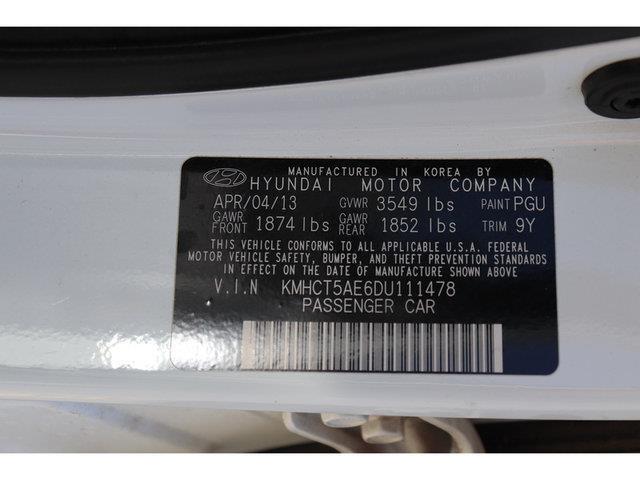 MANUFACTURED IN KOREA BY
HYUNDAI MOTOR COMPANY
APR/04/13 GVWR 3549 lbs PAINT PGU
GAWR FRONT 1874 lbs GAWR REAR 1852 lbs TRIM 9Y
THIS VEHICLE CONFORMS TO ALL APPLICABLE U.S.A. FEDERAL
MOTOR VEHICLE SAFETY, BUMPER, AND THEFT PREVENTION STANDARDS
IN EFFECT ON THE DATE OF MANUFACTURE SHOWN ABOVE
V.I.N KMHCT5AE6DU111478
PASSENGER CAR